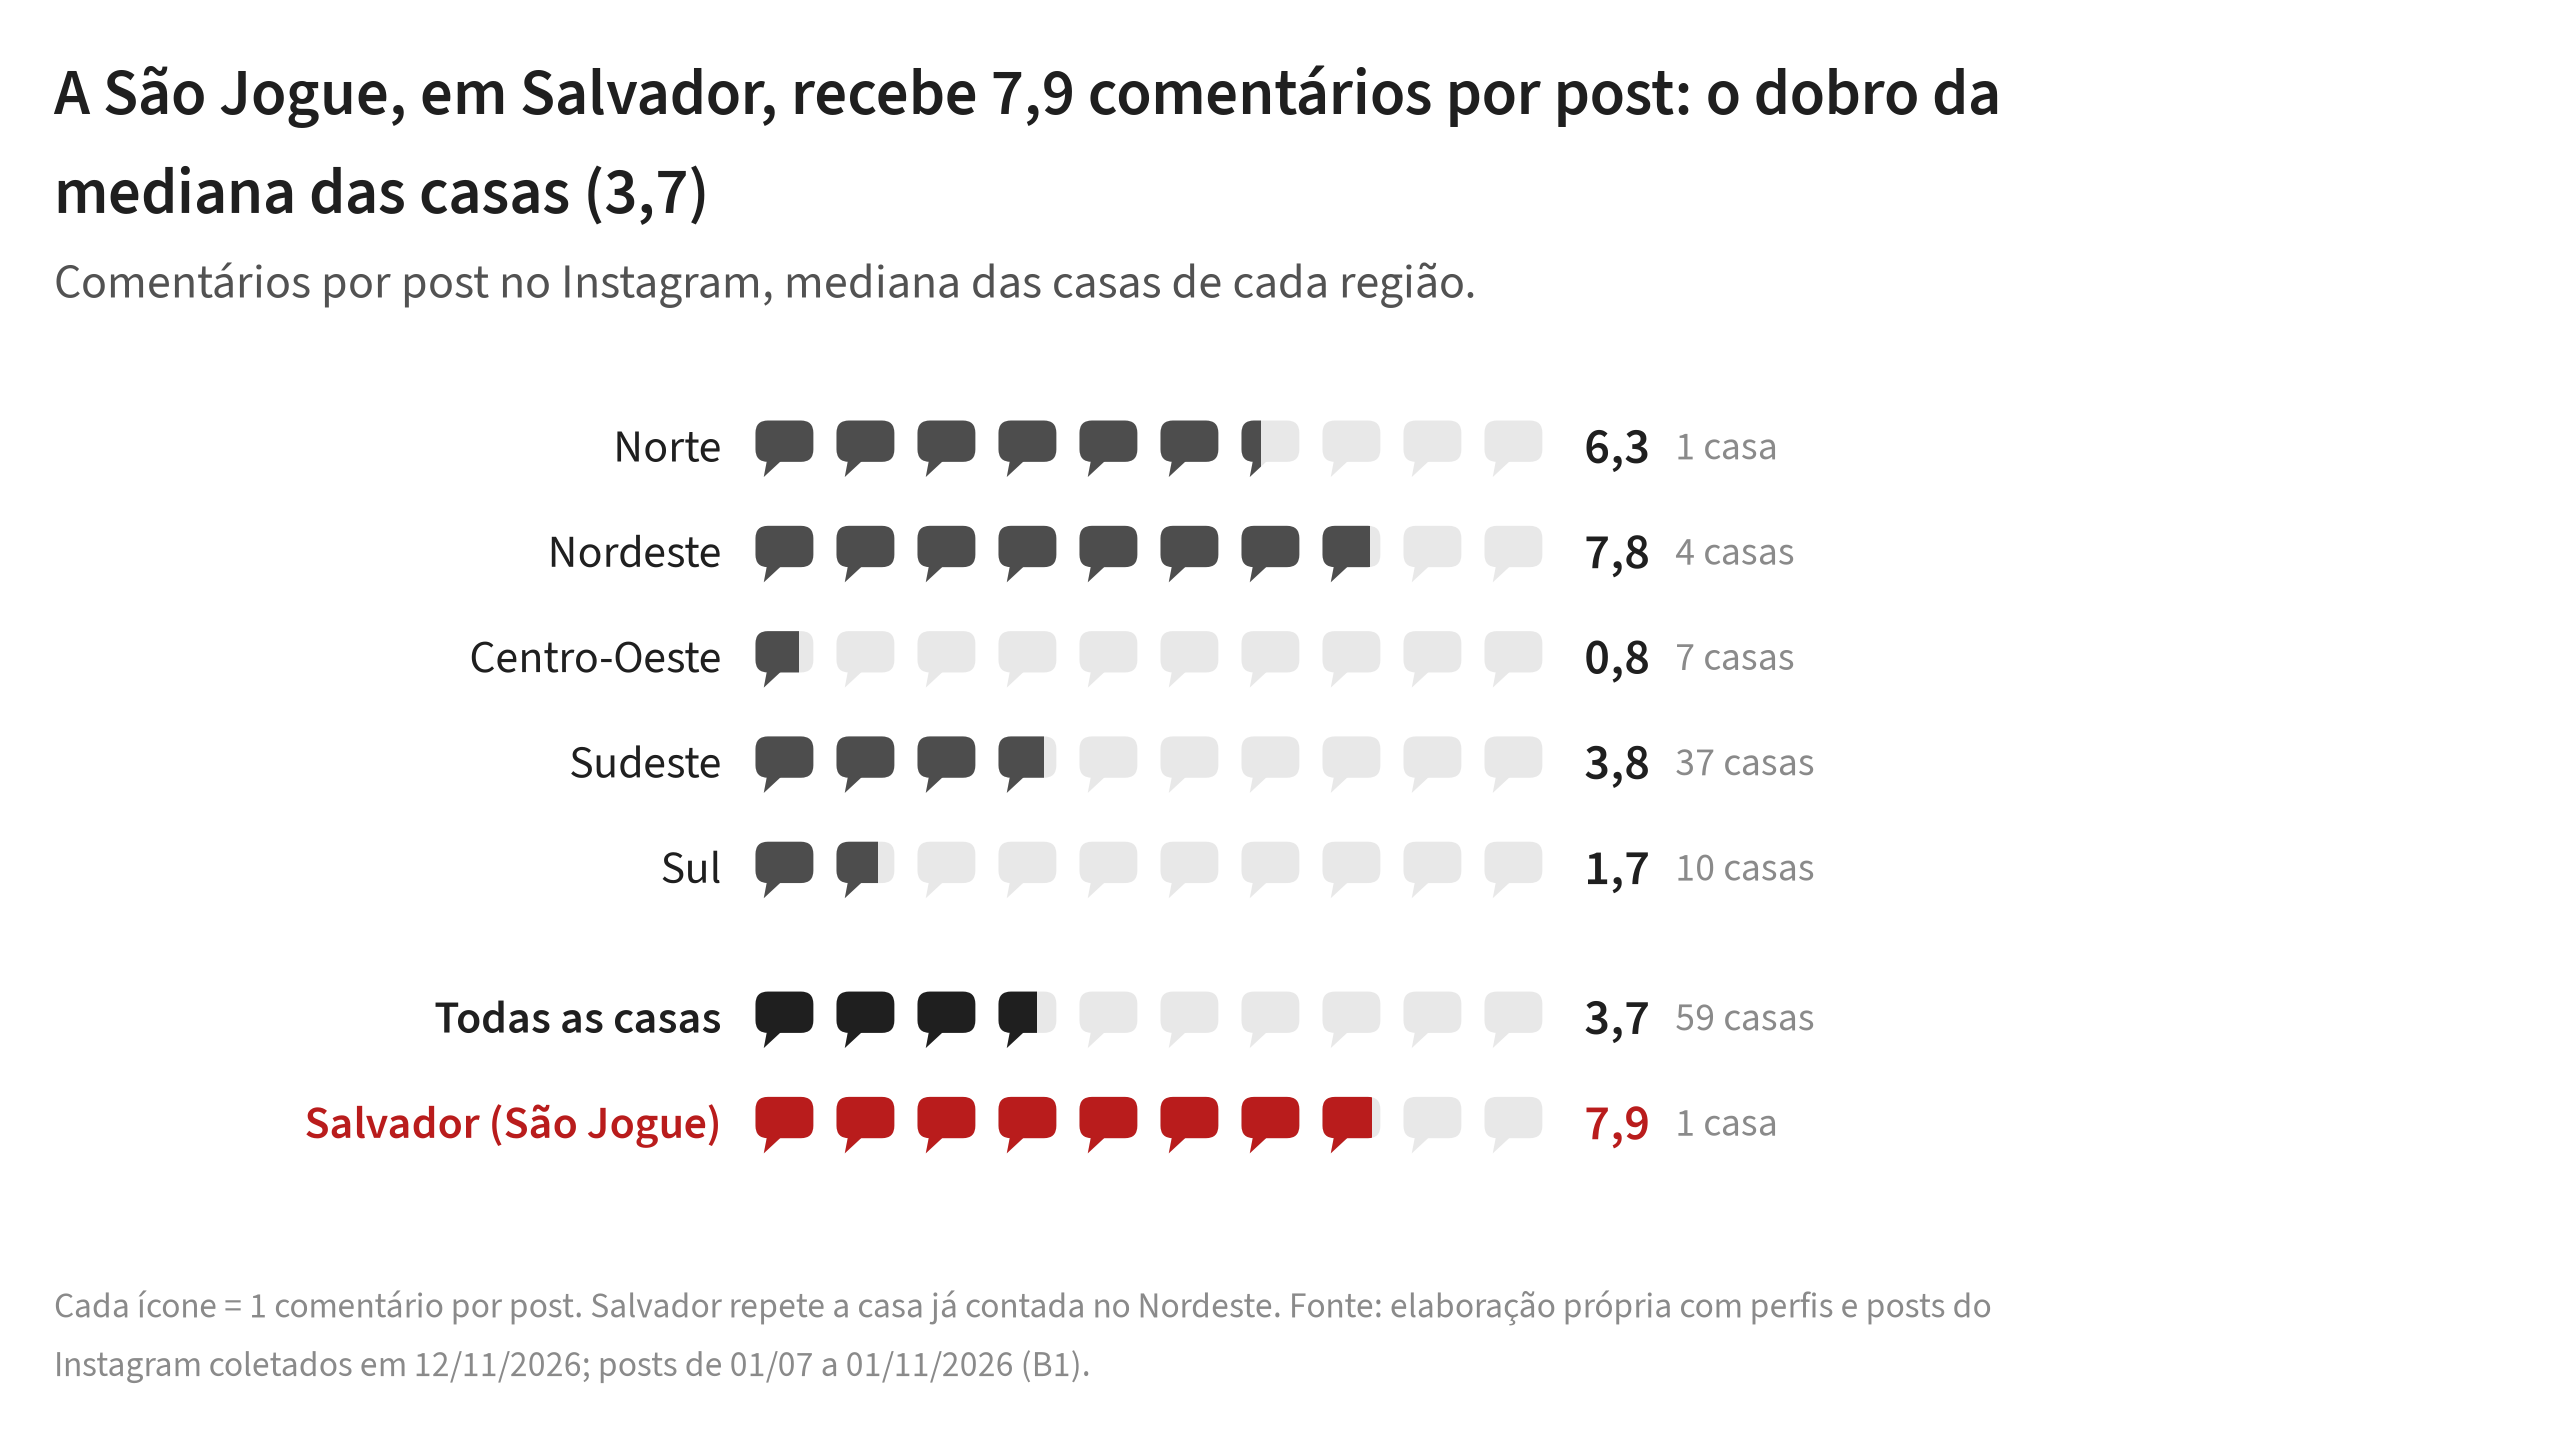 A São Jogue, em Salvador, recebe 7,9 comentários por post: o dobro da
mediana das casas (3,7)
Comentários por post no Instagram, mediana das casas de cada região.
Norte 6,3 1 casa
Nordeste 7,8 4 casas
Centro-Oeste 0,8 7 casas
Sudeste 3,8 37 casas
Sul 1,7 10 casas
Todas as casas 3,7 59 casas
Salvador (São Jogue) 7,9 1 casa
Cada ícone = 1 comentário por post. Salvador repete a casa já contada no Nordeste. Fonte: elaboração própria com perfis e posts do
Instagram coletados em 12/11/2026; posts de 01/07 a 01/11/2026 (B1).